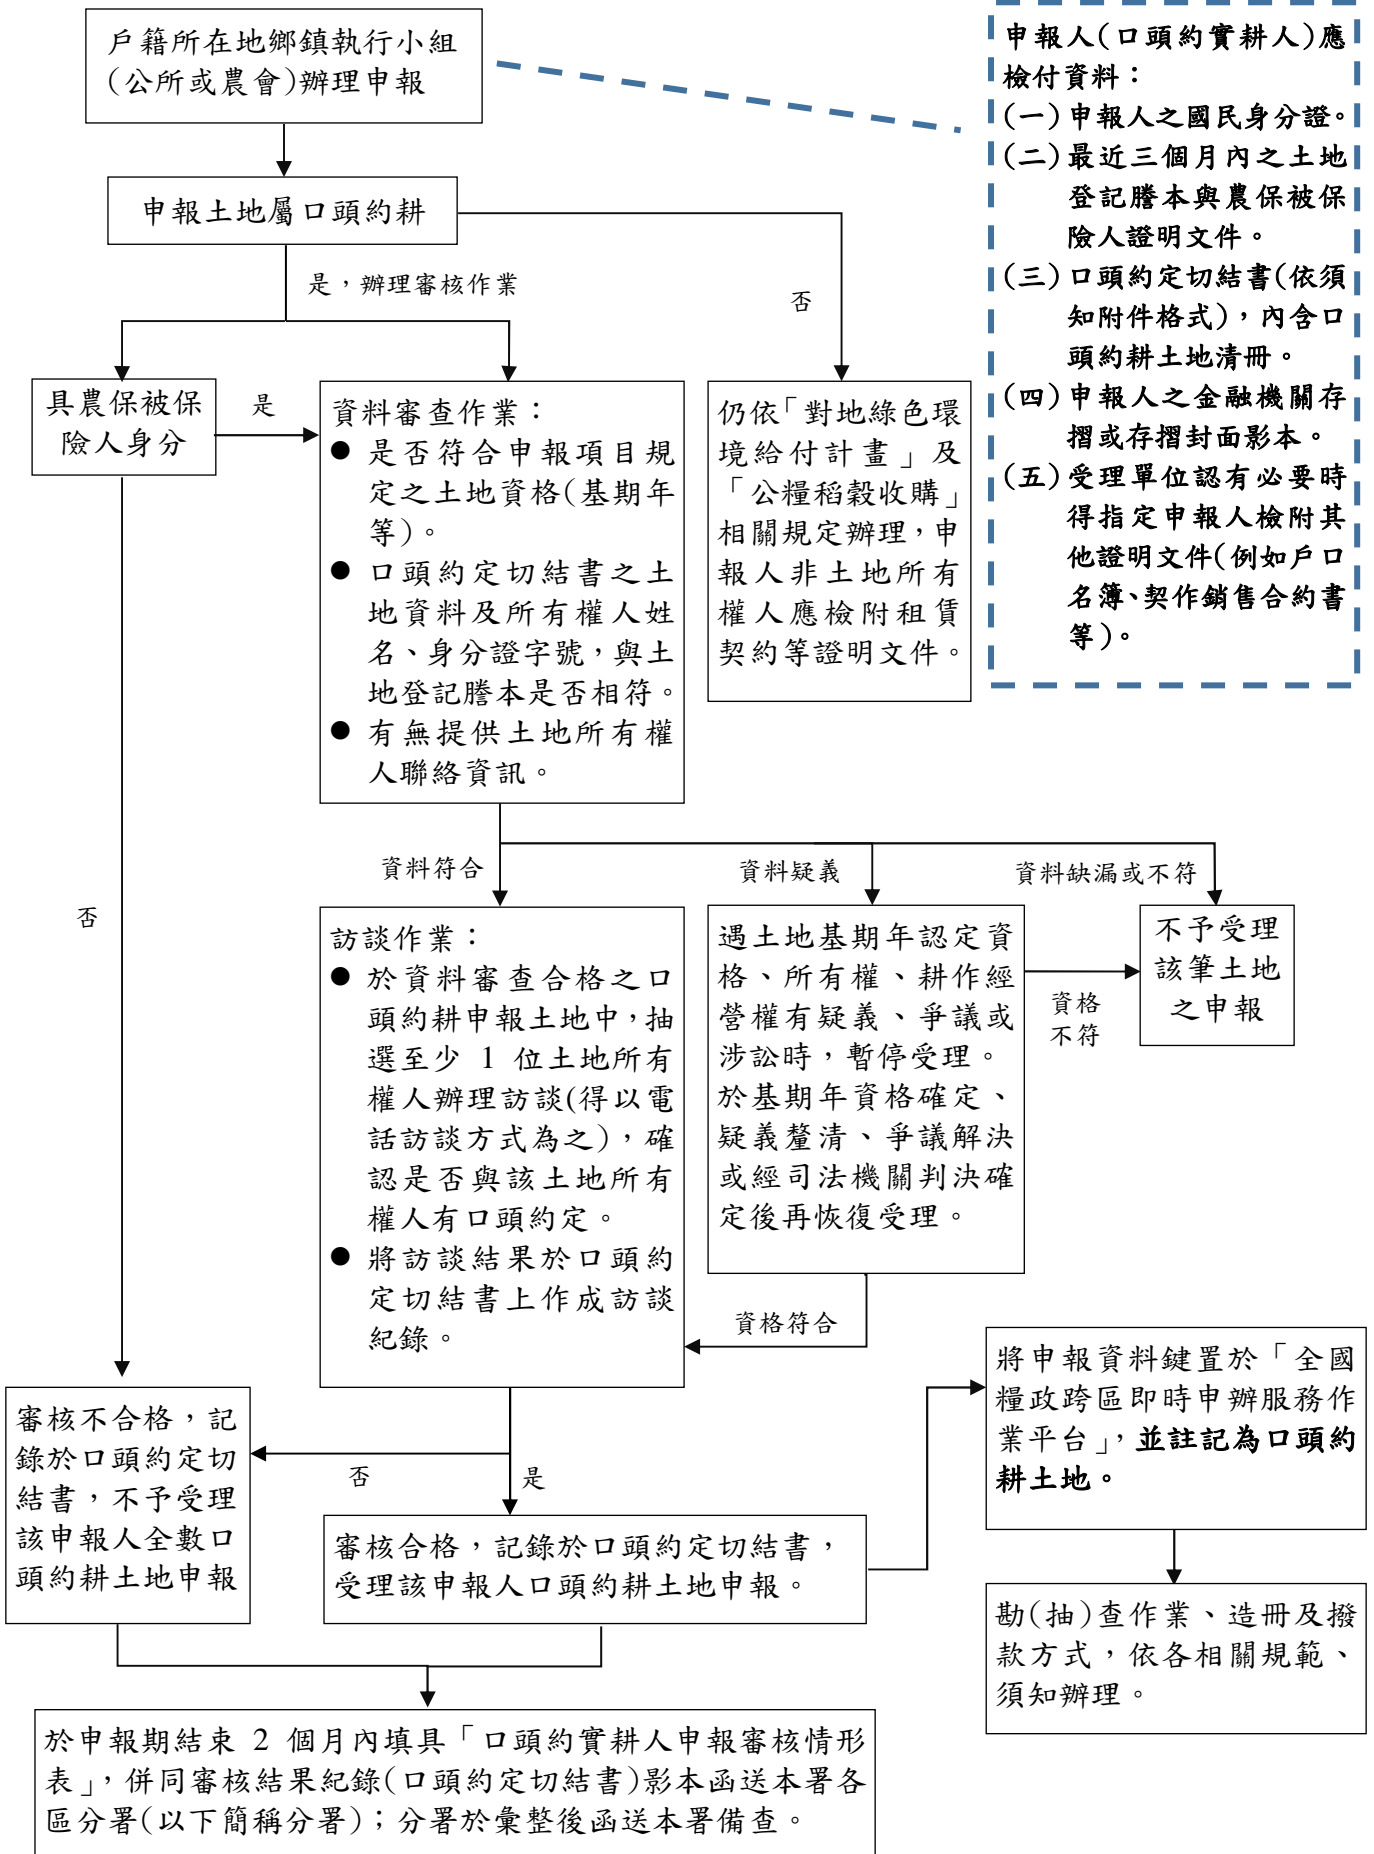 戶籍所在地鄉鎮執行小組
(公所或農會)辦理申報
申報人(口頭約實耕人)應
檢付資料：
(一)申報人之國民身分證。
(二)最近三個月內之土地
登記謄本與農保被保
險人證明文件。
(三)口頭約定切結書(依須
知附件格式)，內含口
頭約耕土地清冊。
(四)申報人之金融機關存
摺或存摺封面影本。
(五)受理單位認有必要時
得指定申報人檢附其
他證明文件(例如戶口
名簿、契作銷售合約書
等)。
申報土地屬口頭約耕
是，辦理審核作業
否
具農保被保
險人身分
是
資料審查作業：
● 是否符合申報項目規
定之土地資格(基期年
等)。
● 口頭約定切結書之土
地資料及所有權人姓
名、身分證字號，與土
地登記謄本是否相符。
● 有無提供土地所有權
人聯絡資訊。
仍依「對地綠色環
境給付計畫」及
「公糧稻穀收購」
相關規定辦理，申
報人非土地所有
權人應檢附租賃
契約等證明文件。
資料符合
資料疑義
資料缺漏或不符
否
訪談作業：
● 於資料審查合格之口
頭約耕申報土地中，抽
選至少 1 位土地所有
權人辦理訪談(得以電
話訪談方式為之)，確
認是否與該土地所有
權人有口頭約定。
● 將訪談結果於口頭約
定切結書上作成訪談
紀錄。
遇土地基期年認定資
格、所有權、耕作經
營權有疑義、爭議或
涉訟時，暫停受理。
於基期年資格確定、
疑義釐清、爭議解決
或經司法機關判決確
定後再恢復受理。
資格
不符
不予受理
該筆土地
之申報
資格符合
審核不合格，記
錄於口頭約定切
結書，不予受理
該申報人全數口
頭約耕土地申報
否
是
審核合格，記錄於口頭約定切結書，
受理該申報人口頭約耕土地申報。
將申報資料鍵置於「全國
糧政跨區即時申辦服務作
業平台」，並註記為口頭約
耕土地。
勘(抽)查作業、造冊及撥
款方式，依各相關規範、
須知辦理。
於申報期結束 2 個月內填具「口頭約實耕人申報審核情形
表」，併同審核結果紀錄(口頭約定切結書)影本函送本署各
區分署(以下簡稱分署)；分署於彙整後函送本署備查。